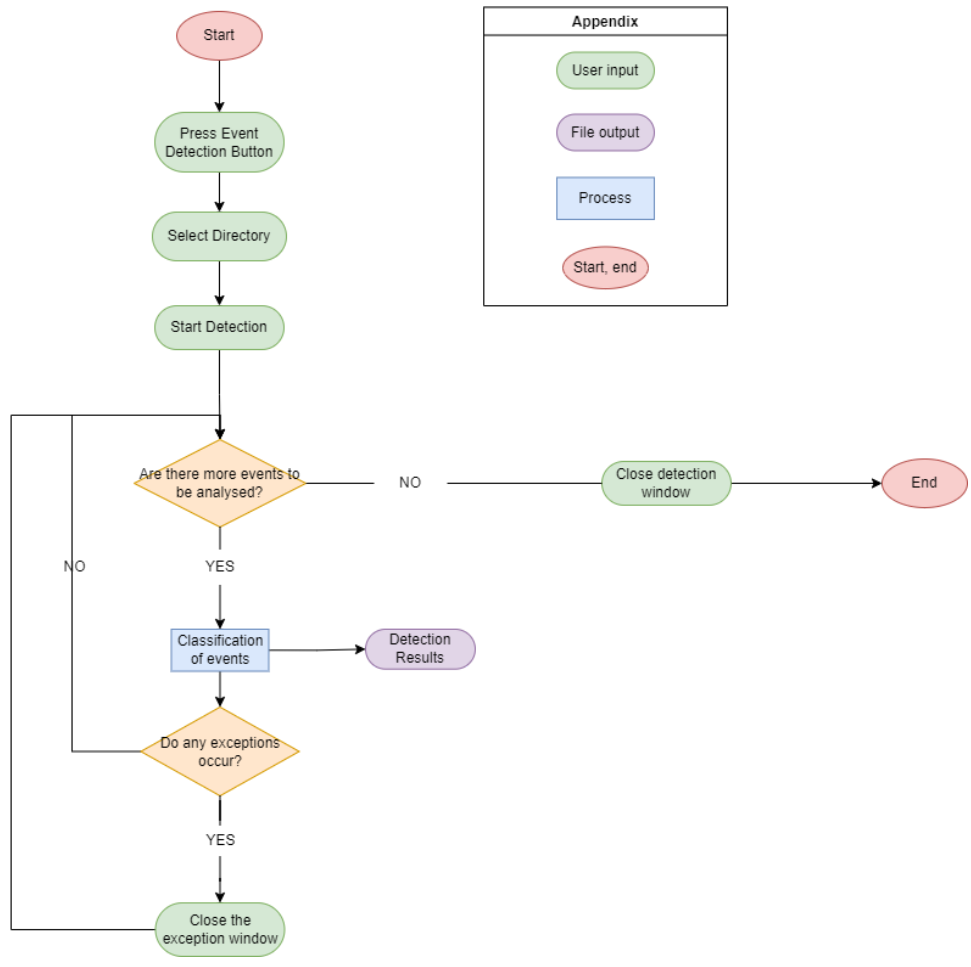 Start
Press Event
Detection Button
Select Directory
Start Detection
Are there more events to
be analysed?
NO
Close detection
window
End
YES
NO
Classification
of events
Detection
Results
Do any exceptions
occur?
YES
Close the
exception window
Appendix
User input
File output
Process
Start, end